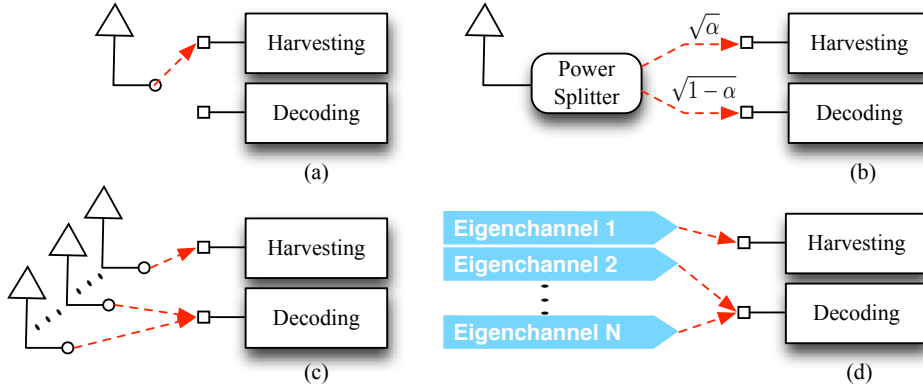 Harvesting
Decoding
(a)
Power
Splitter
√α
√1 − α
Harvesting
Decoding
(b)
Harvesting
Decoding
(c)
Eigenchannel 1
Eigenchannel 2
Eigenchannel N
Harvesting
Decoding
(d)